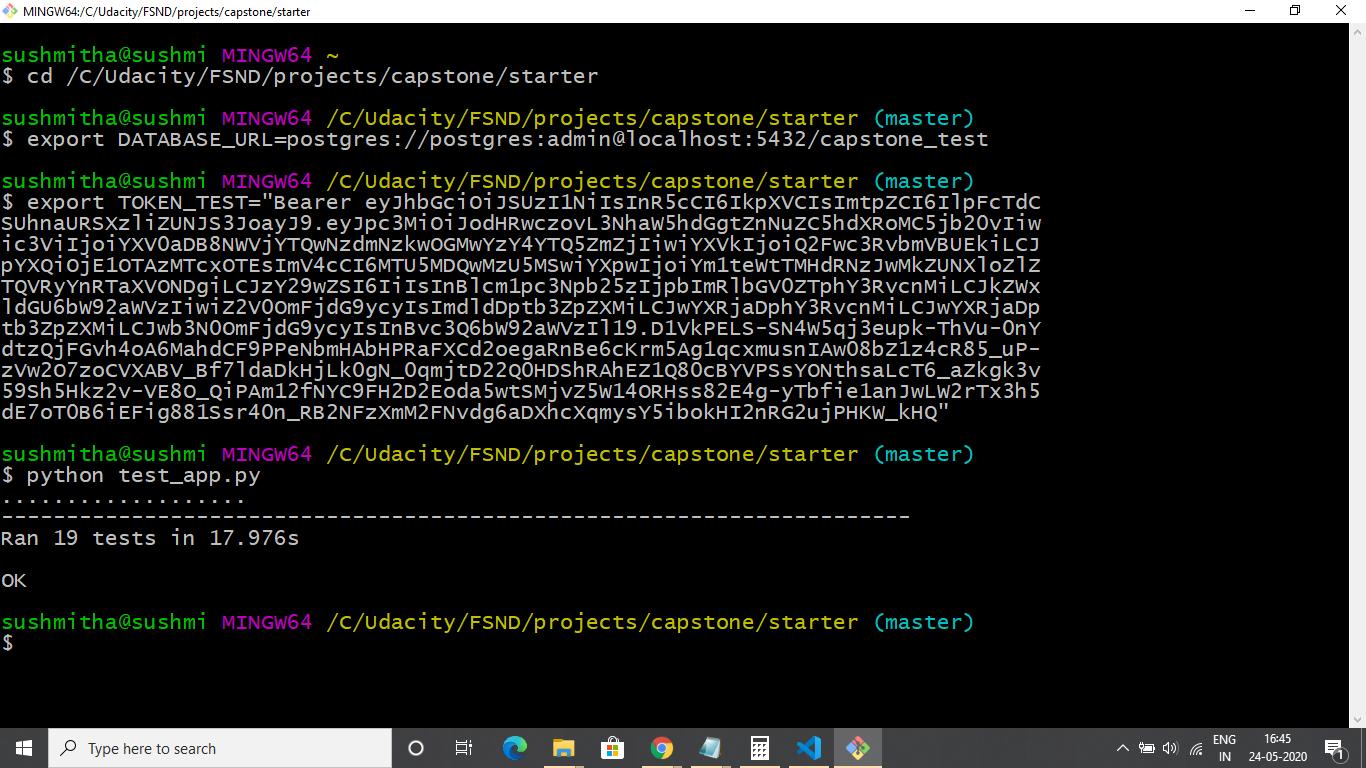 MINGW64:/C/Udacity/FSND/projects/capstone/starter
sushmitha@sushmi MINGW64 ~
$ cd /C/Udacity/FSND/projects/capstone/starter
sushmitha@sushmi MINGW64 /C/Udacity/FSND/projects/capstone/starter (master)
$ export DATABASE_URL=postgres://postgres:admin@localhost:5432/capstone_test
sushmitha@sushmi MINGW64 /C/Udacity/FSND/projects/capstone/starter (master)
$ export TOKEN_TEST="Bearer eyJhbGciOiJSUzI1NiIsInR5cCI6IkpXVCIsImtpZCI6IlpFcTdC
SUhnaURSXzliZUNJS3JoayJ9.eyJpc3MiOiJodHRwczovL3NhaW5hdGgtZnNuZC5hdXRoMC5jb20vIiw
ic3ViIjoiYXV0aDB8NWVjYTQwNzdmNzkwOGMwYzY4YTQ5ZmZjIiwiYXVkIjoiQ2Fwc3RvbmVBUEkiLCJ
pYXQiOjE1OTAzMTcxOTEsImV4cCI6MTU5MDQwMzU5MSwiYXpwIjoiYm1teWtTMHdRNzJwMkZUNXloZlZ
TQVRyYnRTaXVONDgiLCJzY29wZSI6IiIsInBlcm1pc3Npb25zIjpbImRlbGV0ZTphY3RvcnMiLCJkZWx
ldGU6bW92aWVzIiwiZ2V0OmFjdG9ycyIsImdldDptb3ZpZXMiLCJwYXRjaDphY3RvcnMiLCJwYXRjaDp
tb3ZpZXMiLCJwb3N0OmFjdG9ycyIsInBvc3Q6bW92aWVzIl19.D1VkPELS-SN4W5qj3eupk-ThVu-OnY
dtzQjFGvh4oA6MahdCF9PPeNbmHAbHPRaFXCd2oegaRnBe6cKrm5Ag1qcxmusnIAw08bZ1z4cR85_uP-
zVw2O7zoCVXABV_Bf7ldaDkHjLk0gN_0qmjtD22Q0HDShRAhEZ1Q80cBYVPSsYONthsaLcT6_aZkgk3v
59Sh5Hkz2v-VE8O_QiPAm12fNYC9FH2D2Eoda5wtSMjvZ5W14ORHss82E4g-yTbfie1anJwLW2rTx3h5
dE7oT0B6iEFig881Ssr40n_RB2NFzXmM2FNvdg6aDXhcXqmysY5ibokHI2nRG2ujPHKW_kHQ"
sushmitha@sushmi MINGW64 /C/Udacity/FSND/projects/capstone/starter (master)
$ python test_app.py
...................
----------------------------------------------------------------------
Ran 19 tests in 17.976s
OK
sushmitha@sushmi MINGW64 /C/Udacity/FSND/projects/capstone/starter (master)
$
Type here to search
ENG
IN
16:45
24-05-2020
1